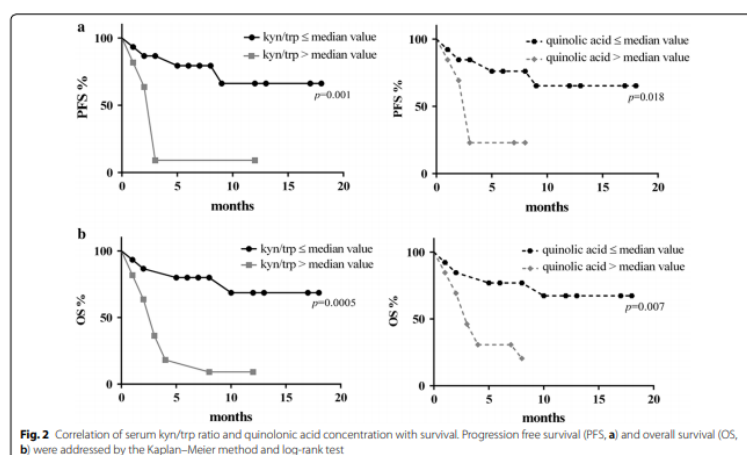 a
100
50
0
PFS %
kyn/trp ≤ median value
kyn/trp > median value
p=0.001
0 5 10 15 20
months
100
50
0
PFS %
quinolic acid ≤ median value
quinolic acid > median value
p=0.018
0 5 10 15 20
months
b
100
50
0
OS %
kyn/trp ≤ median value
kyn/trp > median value
p=0.0005
0 5 10 15 20
months
100
50
0
OS %
quinolic acid ≤ median value
quinolic acid > median value
p=0.007
0 5 10 15 20
months
Fig. 2 Correlation of serum kyn/trp ratio and quinolonic acid concentration with survival. Progression free survival (PFS, a) and overall survival (OS,
b) were addressed by the Kaplan–Meier method and log-rank test